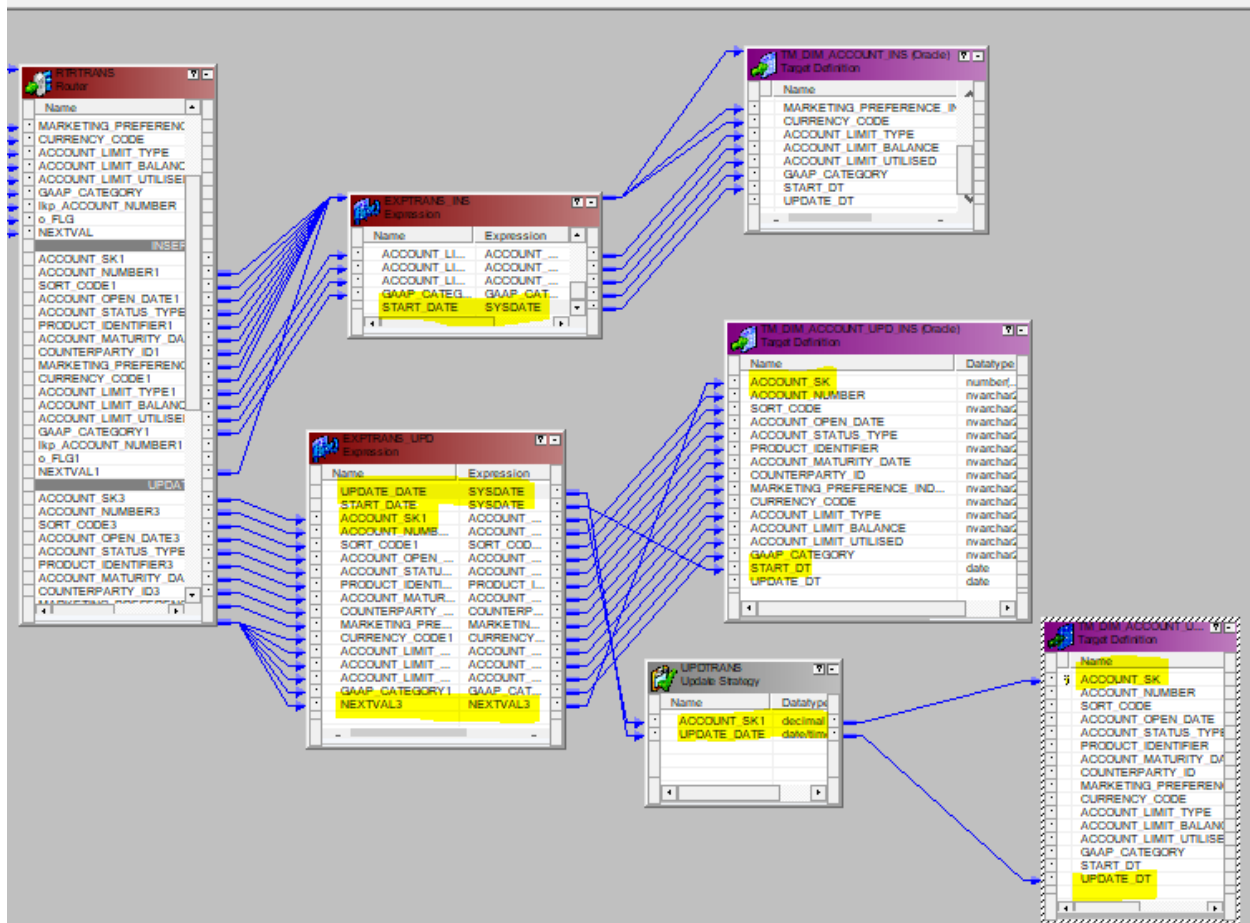 RTRTRANS
Router
Name
MARKETING_PREFERENC
CURRENCY_CODE
ACCOUNT_LIMIT_TYPE
ACCOUNT_LIMIT_BALANC
ACCOUNT_LIMIT_UTILISEI
GAAP_CATEGORY
lkp_ACCOUNT_NUMBER
o_FLG
NEXTVAL
INSER
ACCOUNT_SK1
ACCOUNT_NUMBER1
SORT_CODE1
ACCOUNT_OPEN_DATE1
ACCOUNT_STATUS_TYPE
PRODUCT_IDENTIFIER1
ACCOUNT_MATURITY_DA
COUNTERPARTY_ID1
MARKETING_PREFERENC
CURRENCY_CODE1
ACCOUNT_LIMIT_TYPE1
ACCOUNT_LIMIT_BALANC
ACCOUNT_LIMIT_UTILISEI
GAAP_CATEGORY1
lkp_ACCOUNT_NUMBER1
o_FLG1
NEXTVAL1
UPDAT
ACCOUNT_SK3
ACCOUNT_NUMBER3
SORT_CODE3
ACCOUNT_OPEN_DATE3
ACCOUNT_STATUS_TYPE
PRODUCT_IDENTIFIER3
ACCOUNT_MATURITY_DA
COUNTERPARTY_ID3
EXPTRANS_INS
Expression
Name Expression
ACCOUNT_LI... ACCOUNT_...
ACCOUNT_LI... ACCOUNT_...
ACCOUNT_LI... ACCOUNT_...
GAAP_CATEG... GAAP_CAT...
START_DATE SYSDATE
TM_DIM_ACCOUNT_INS (Oracle)
Target Definition
Name
MARKETING_PREFERENCE_IN
CURRENCY_CODE
ACCOUNT_LIMIT_TYPE
ACCOUNT_LIMIT_BALANCE
ACCOUNT_LIMIT_UTILISED
GAAP_CATEGORY
START_DT
UPDATE_DT
EXPTRANS_UPD
Expression
Name Expression
UPDATE_DATE SYSDATE
START_DATE SYSDATE
ACCOUNT_SK1 ACCOUNT_...
ACCOUNT_NUMB... ACCOUNT_...
SORT_CODE1 SORT_COD...
ACCOUNT_OPEN_... ACCOUNT_...
ACCOUNT_STATU... ACCOUNT_...
PRODUCT_IDENTI... PRODUCT_I...
ACCOUNT_MATUR... ACCOUNT_...
COUNTERPARTY_... COUNTERP...
MARKETING_PRE... MARKETIN...
CURRENCY_CODE1 CURRENCY...
ACCOUNT_LIMIT_... ACCOUNT_...
ACCOUNT_LIMIT_... ACCOUNT_...
ACCOUNT_LIMIT_... ACCOUNT_...
GAAP_CATEGORY1 GAAP_CAT...
NEXTVAL3 NEXTVAL3
TM_DIM_ACCOUNT_UPD_INS (Oracle)
Target Definition
Name Datatype
ACCOUNT_SK number(...
ACCOUNT_NUMBER nvarchar2
SORT_CODE nvarchar2
ACCOUNT_OPEN_DATE nvarchar2
ACCOUNT_STATUS_TYPE nvarchar2
PRODUCT_IDENTIFIER nvarchar2
ACCOUNT_MATURITY_DATE nvarchar2
COUNTERPARTY_ID nvarchar2
MARKETING_PREFERENCE_IND... nvarchar2
CURRENCY_CODE nvarchar2
ACCOUNT_LIMIT_TYPE nvarchar2
ACCOUNT_LIMIT_BALANCE nvarchar2
ACCOUNT_LIMIT_UTILISED nvarchar2
GAAP_CATEGORY nvarchar2
START_DT date
UPDATE_DT date
UPDTRANS
Update Strategy
Name Datatype
ACCOUNT_SK1 decimal
UPDATE_DATE date/time
TM_DIM_ACCOUNT_U...
Target Definition
Name
ACCOUNT_SK
ACCOUNT_NUMBER
SORT_CODE
ACCOUNT_OPEN_DATE
ACCOUNT_STATUS_TYPE
PRODUCT_IDENTIFIER
ACCOUNT_MATURITY_DA
COUNTERPARTY_ID
MARKETING_PREFEREN
CURRENCY_CODE
ACCOUNT_LIMIT_TYPE
ACCOUNT_LIMIT_BALANC
ACCOUNT_LIMIT_UTILISE
GAAP_CATEGORY
START_DT
UPDATE_DT